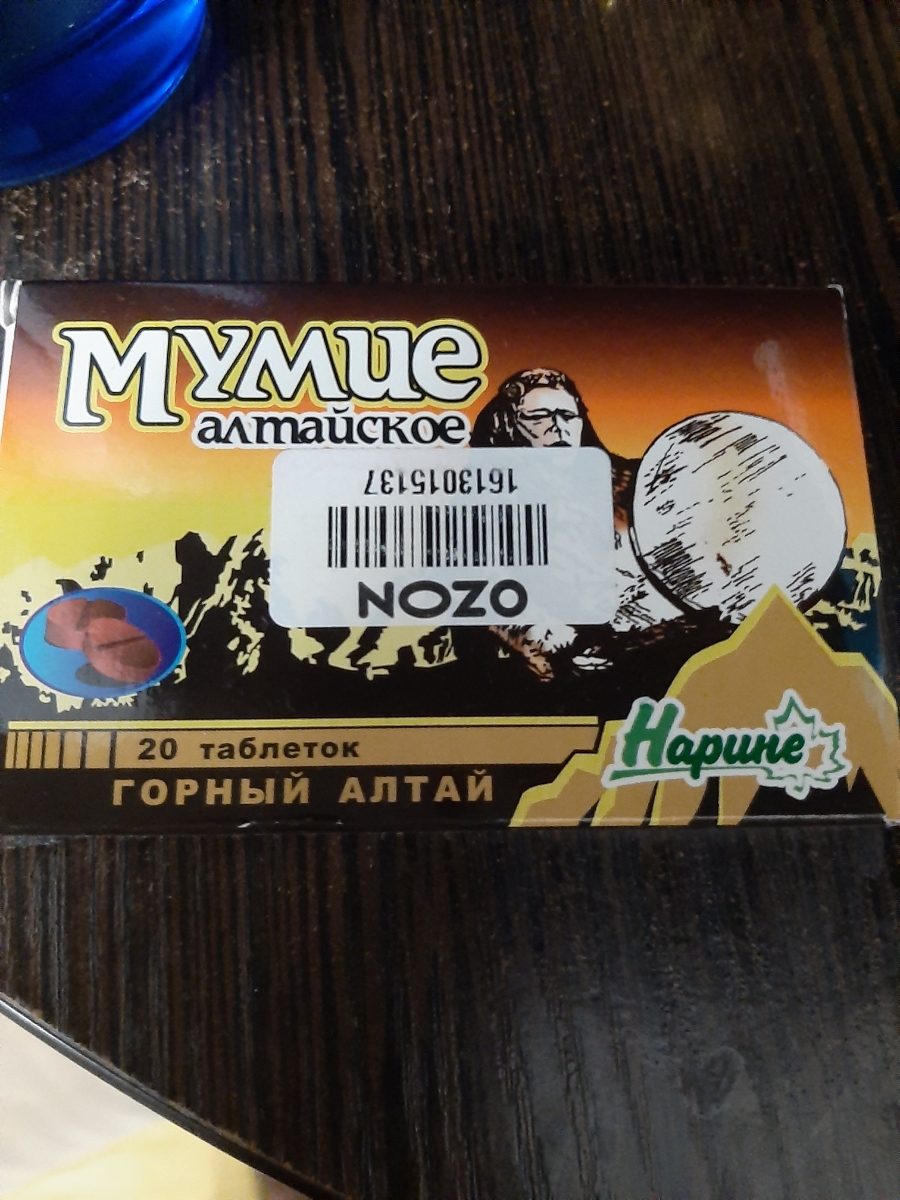 Мумие
алтайское
1613015137
OZON
20 таблеток
ГОРНЫЙ АЛТАЙ
Нарине